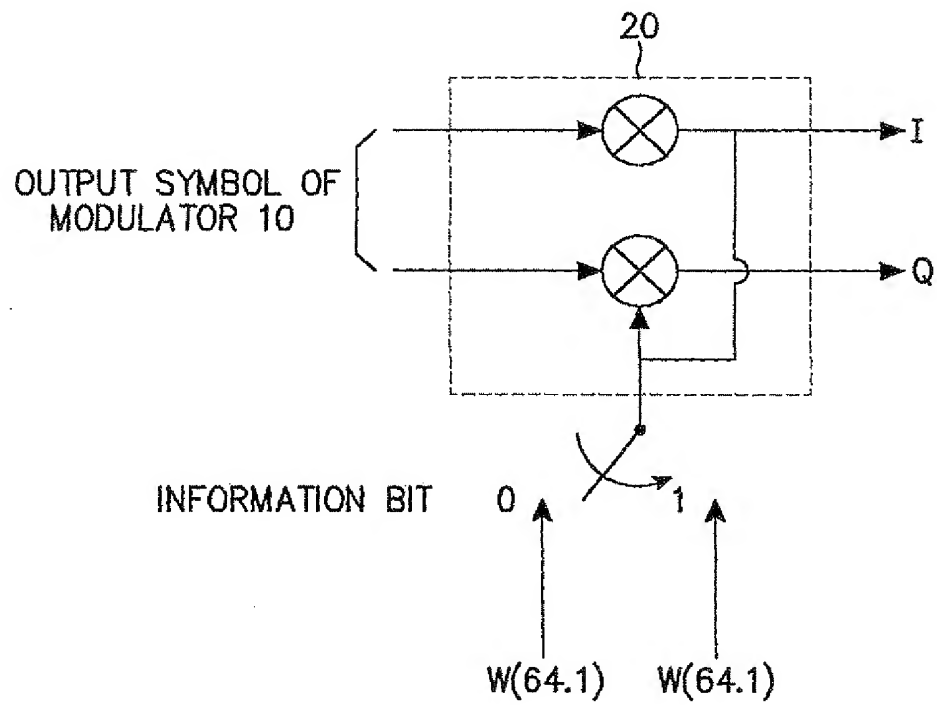 20
I
OUTPUT SYMBOL OF
MODULATOR 10
Q
INFORMATION BIT 0 1
W(64.1) W(64.1)